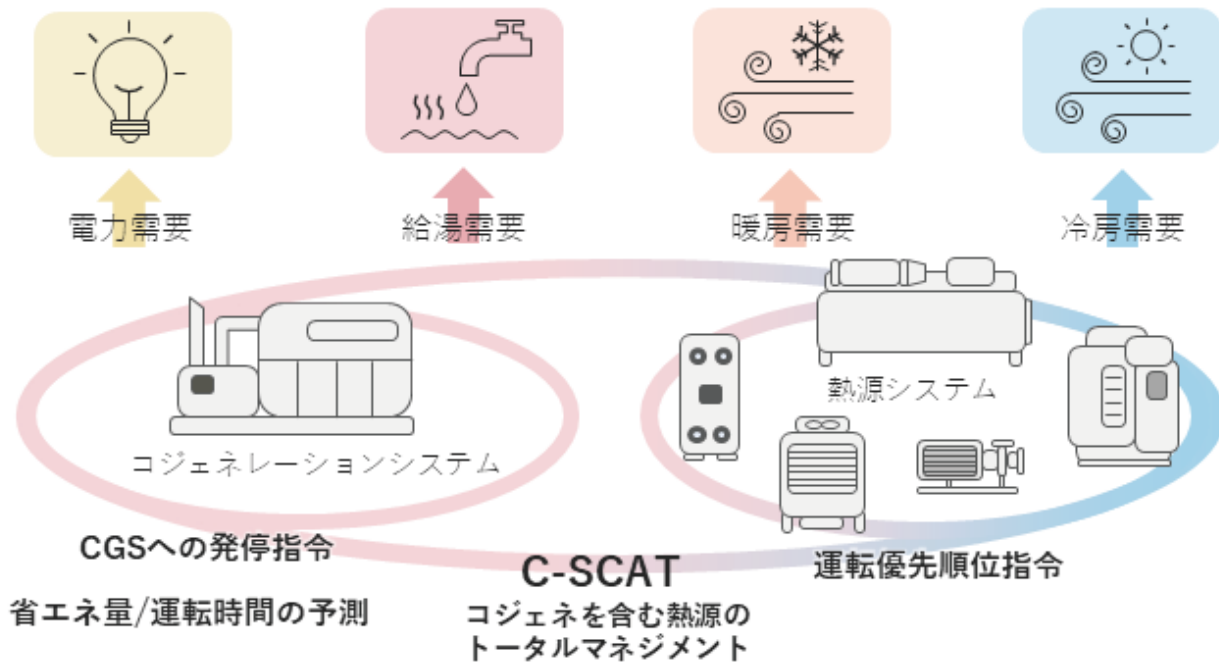 電力需要
給湯需要
暖房需要
冷房需要
熱源システム
コジェネレーションシステム
CGSへの発停指令
省エネ量/運転時間の予測
C-SCAT
コジェネを含む熱源の
トータルマネジメント
運転優先順位指令